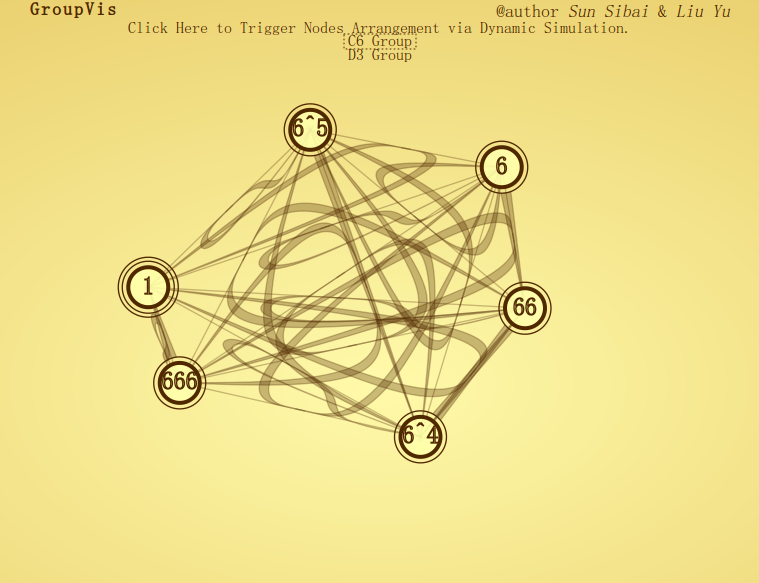 GroupVis
@author Sun Sibai & Liu Yu
Click Here to Trigger Nodes Arrangement via Dynamic Simulation.
C6 Group
D3 Group
6^5
6
1
66
666
6^4